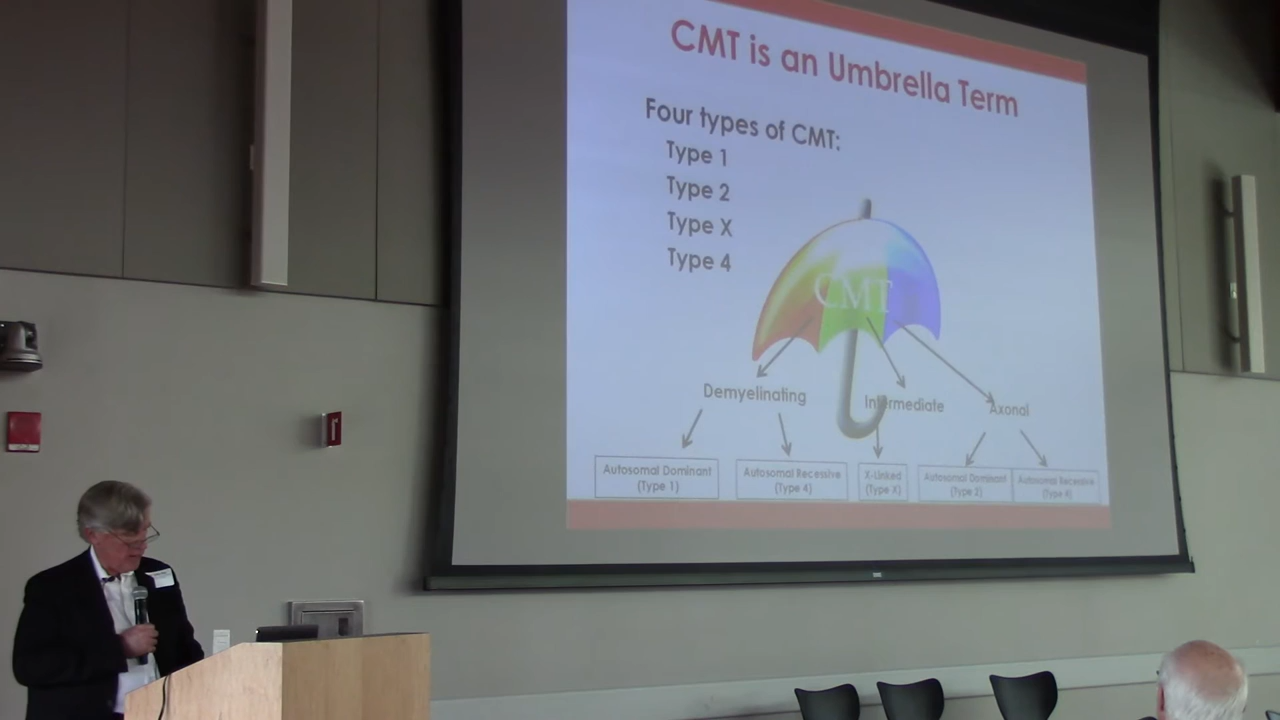 CMT is an Umbrella Term
Four types of CMT:
Type 1
Type 2
Type X
Type 4
CMT
Demyelinating
Intermediate
Axonal
Autosomal Dominant
(Type 1)
Autosomal Recessive
(Type 4)
X-Linked
(Type X)
Autosomal Dominant
(Type 2)
Autosomal Recessive